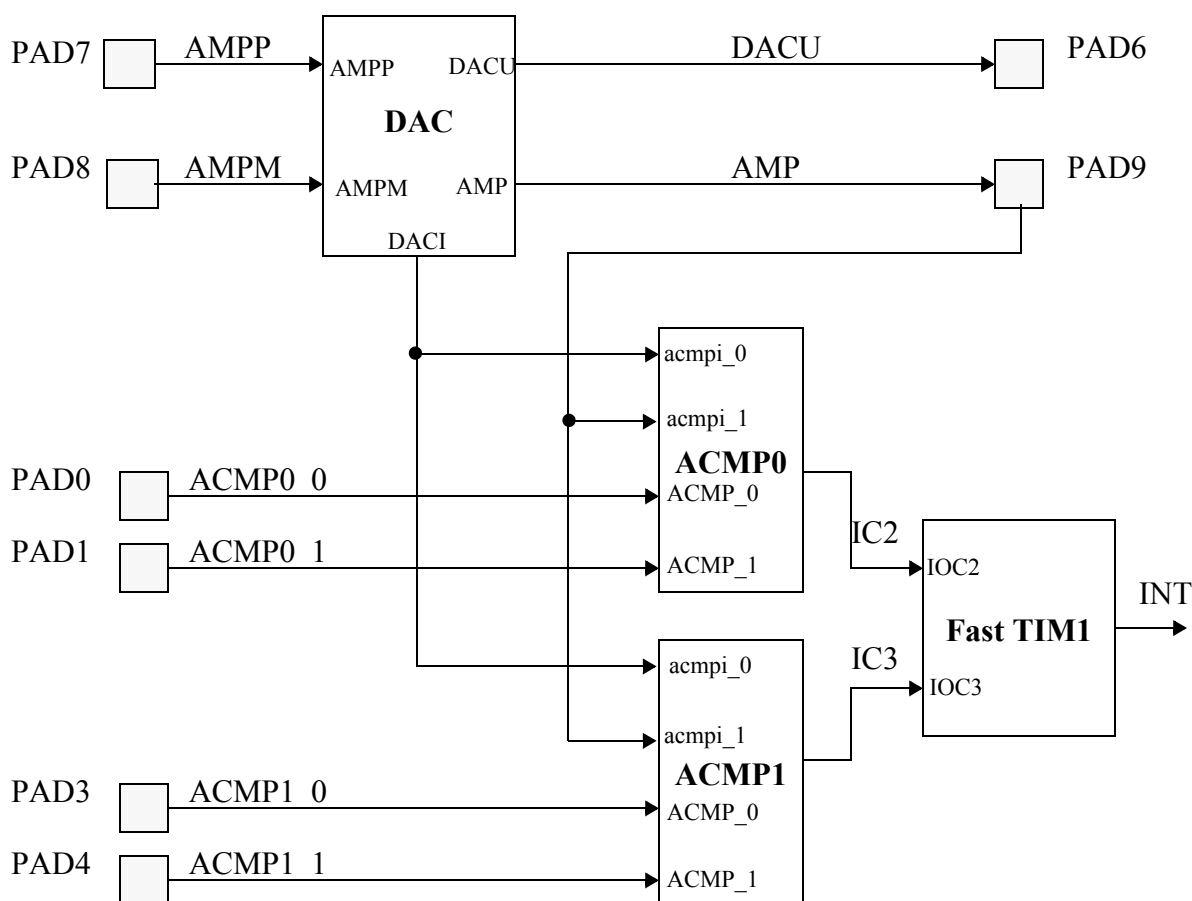 PAD7
AMPP
DACU
PAD6
AMPP
DACU
DAC
PAD8
AMPM
AMP
PAD9
AMPM
AMP
DACI
acmpi_0
acmpi_1
ACMP0
PAD0
ACMP0_0
ACMP_0
PAD1
ACMP0_1
ACMP_1
IC2
IOC2
INT
Fast TIM1
IC3
IOC3
acmpi_0
acmpi_1
ACMP1
PAD3
ACMP1_0
ACMP_0
PAD4
ACMP1_1
ACMP_1